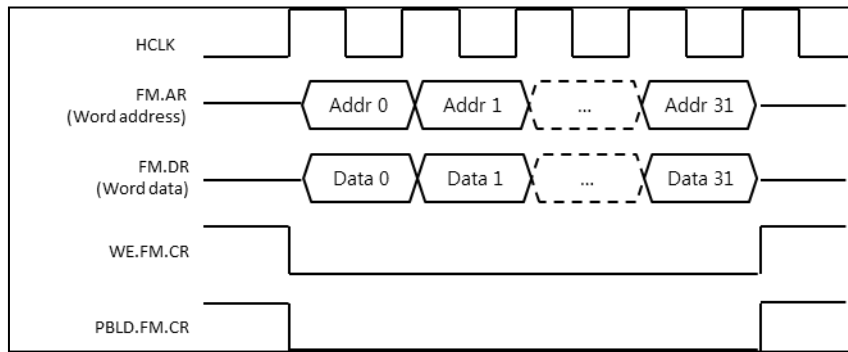 HCLK
FM.AR
(Word address)
Addr 0 Addr 1 ... Addr 31
FM.DR
(Word data)
Data 0 Data 1 ... Data 31
WE.FM.CR
PBLD.FM.CR